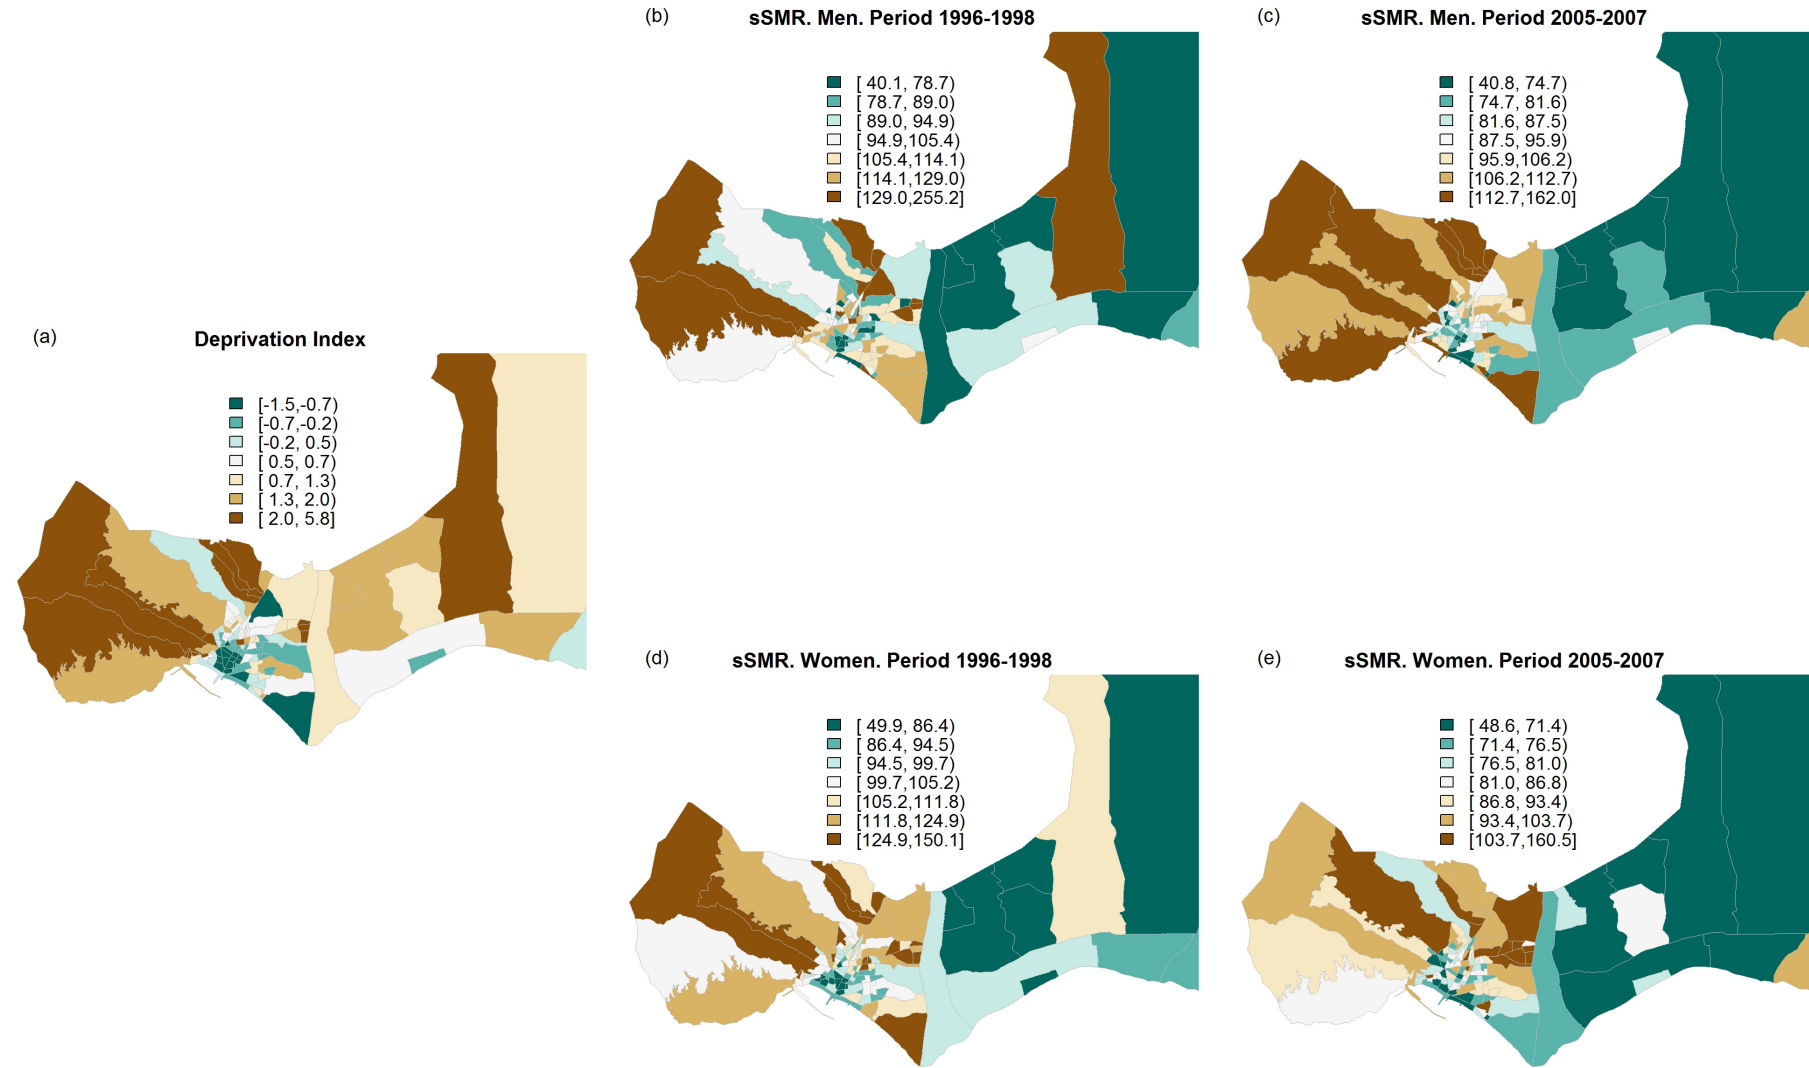 (b) sSMR. Men. Period 1996-1998
[ 40.1, 78.7)
[ 78.7, 89.0)
[ 89.0, 94.9)
[ 94.9,105.4)
[105.4,114.1)
[114.1,129.0)
[129.0,255.2]
(c) sSMR. Men. Period 2005-2007
[ 40.8, 74.7)
[ 74.7, 81.6)
[ 81.6, 87.5)
[ 87.5, 95.9)
[ 95.9,106.2)
[106.2,112.7)
[112.7,162.0]
(a) Deprivation Index
[-1.5,-0.7)
[-0.7,-0.2)
[-0.2, 0.5)
[ 0.5, 0.7)
[ 0.7, 1.3)
[ 1.3, 2.0)
[ 2.0, 5.8]
(d) sSMR. Women. Period 1996-1998
[ 49.9, 86.4)
[ 86.4, 94.5)
[ 94.5, 99.7)
[ 99.7,105.2)
[105.2,111.8)
[111.8,124.9)
[124.9,150.1]
(e) sSMR. Women. Period 2005-2007
[ 48.6, 71.4)
[ 71.4, 76.5)
[ 76.5, 81.0)
[ 81.0, 86.8)
[ 86.8, 93.4)
[ 93.4,103.7)
[103.7,160.5]